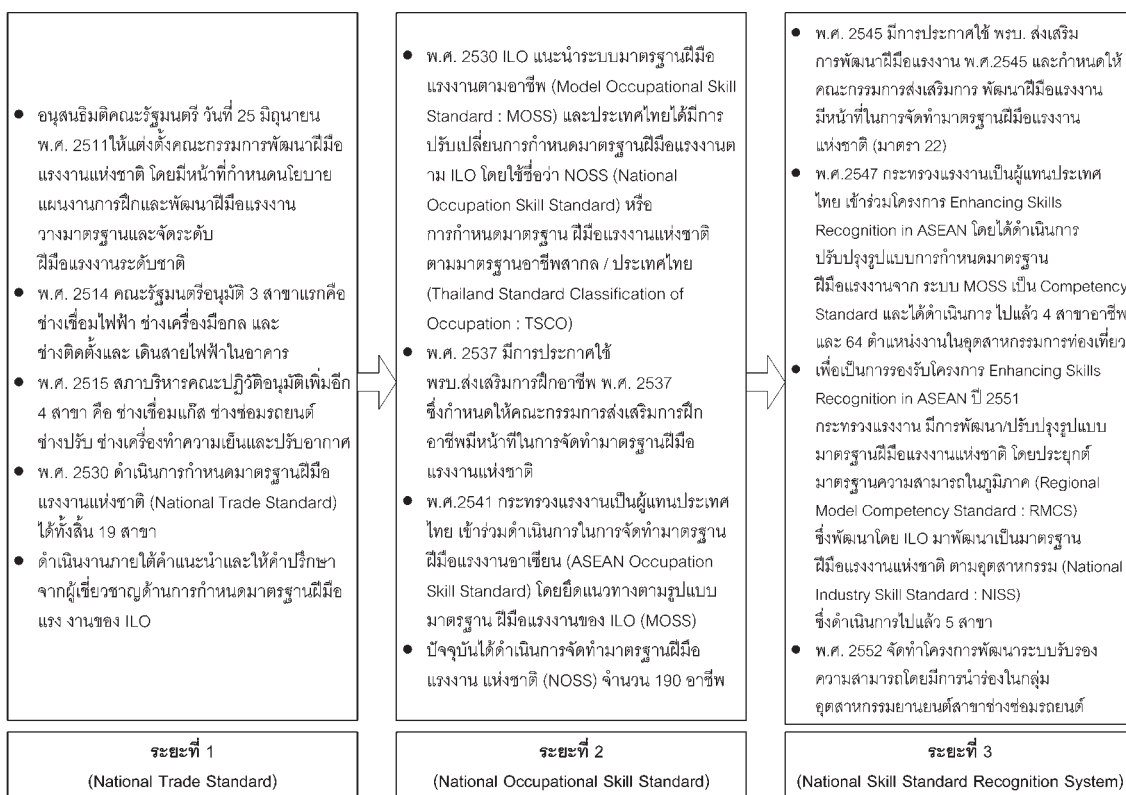 อนุสนธิมติคณะรัฐมนตรี วันที่ 25 มิถุนายน
พ.ศ. 2511ให้แต่งตั้งคณะกรรมการพัฒนาฝีมือ
แรงงานแห่งชาติ โดยมีหน้าที่กำหนดนโยบาย
แผนงานการฝึกและพัฒนาฝีมือแรงงาน
วางมาตรฐานและจัดระดับ
ฝีมือแรงงานระดับชาติ
● พ.ศ. 2514 คณะรัฐมนตรีอนุมัติ 3 สาขาแรกคือ
ช่างเชื่อมไฟฟ้า ช่างเครื่องมือกล และ
ช่างติดตั้งและ เดินสายไฟฟ้าในอาคาร
● พ.ศ. 2515 สภาบริหารคณะปฏิวัติอนุมัติเพิ่มอีก
4 สาขา คือ ช่างเชื่อมแก๊ส ช่างซ่อมรถยนต์
ช่างปรับ ช่างเครื่องทำความเย็นและปรับอากาศ
● พ.ศ. 2530 ดำเนินการกำหนดมาตรฐานฝีมือ
แรงงานแห่งชาติ (National Trade Standard)
ได้ทั้งสิ้น 19 สาขา
● ดำเนินงานภายใต้คำแนะนำและให้คำปรึกษา
จากผู้เชี่ยวชาญด้านการกำหนดมาตรฐานฝีมือ
แรง งานของ ILO
ระยะที่ 1
(National Trade Standard)
● พ.ศ. 2530 ILO แนะนำระบบมาตรฐานฝีมือ
แรงงานตามอาชีพ (Model Occupational Skill
Standard : MOSS) และประเทศไทยได้มีการ
ปรับเปลี่ยนการกำหนดมาตรฐานฝีมือแรงงานต
าม ILO โดยใช้ชื่อว่า NOSS (National
Occupation Skill Standard) หรือ
การกำหนดมาตรฐาน ฝีมือแรงงานแห่งชาติ
ตามมาตรฐานอาชีพสากล / ประเทศไทย
(Thailand Standard Classification of
Occupation : TSCO)
● พ.ศ. 2537 มีการประกาศใช้
พรบ.ส่งเสริมการฝึกอาชีพ พ.ศ. 2537
ซึ่งกำหนดให้คณะกรรมการส่งเสริมการฝึก
อาชีพมีหน้าที่ในการจัดทำมาตรฐานฝีมือ
แรงงานแห่งชาติ
● พ.ศ.2541 กระทรวงแรงงานเป็นผู้แทนประเทศ
ไทย เข้าร่วมดำเนินการในการจัดทำมาตรฐาน
ฝีมือแรงงานอาเซียน (ASEAN Occupation
Skill Standard) โดยยึดแนวทางตามรูปแบบ
มาตรฐาน ฝีมือแรงงานของ ILO (MOSS)
● ปัจจุบันได้ดำเนินการจัดทำมาตรฐานฝีมือ
แรงงาน แห่งชาติ (NOSS) จำนวน 190 อาชีพ
ระยะที่ 2
(National Occupational Skill Standard)
● พ.ศ. 2545 มีการประกาศใช้ พรบ. ส่งเสริม
การพัฒนาฝีมือแรงงาน พ.ศ.2545 และกำหนดให้
คณะกรรมการส่งเสริมการ พัฒนาฝีมือแรงงาน
มีหน้าที่ในการจัดทำมาตรฐานฝีมือแรงงาน
แห่งชาติ (มาตรา 22)
● พ.ศ.2547 กระทรวงแรงงานเป็นผู้แทนประเทศ
ไทย เข้าร่วมโครงการ Enhancing Skills
Recognition in ASEAN โดยได้ดำเนินการ
ปรับปรุงรูปแบบการกำหนดมาตรฐาน
ฝีมือแรงงานจาก ระบบ MOSS เป็น Competency
Standard และได้ดำเนินการ ไปแล้ว 4 สาขาอาชีพ
และ 64 ตำแหน่งงานในอุตสาหกรรมการท่องเที่ยว
● เพื่อเป็นการรองรับโครงการ Enhancing Skills
Recognition in ASEAN ปี 2551
กระทรวงแรงงาน มีการพัฒนา/ปรับปรุงรูปแบบ
มาตรฐานฝีมือแรงงานแห่งชาติ โดยประยุกต์
มาตรฐานความสามารถในภูมิภาค (Regional
Model Competency Standard : RMCS)
ซึ่งพัฒนาโดย ILO มาพัฒนาเป็นมาตรฐาน
ฝีมือแรงงานแห่งชาติ ตามอุตสาหกรรม (National
Industry Skill Standard : NISS)
ซึ่งดำเนินการไปแล้ว 5 สาขา
● พ.ศ. 2552 จัดทำโครงการพัฒนาระบบรับรอง
ความสามารถโดยมีการนำร่องในกลุ่ม
อุตสาหกรรมยานยนต์สาขาช่างซ่อมรถยนต์
ระยะที่ 3
(National Skill Standard Recognition System)